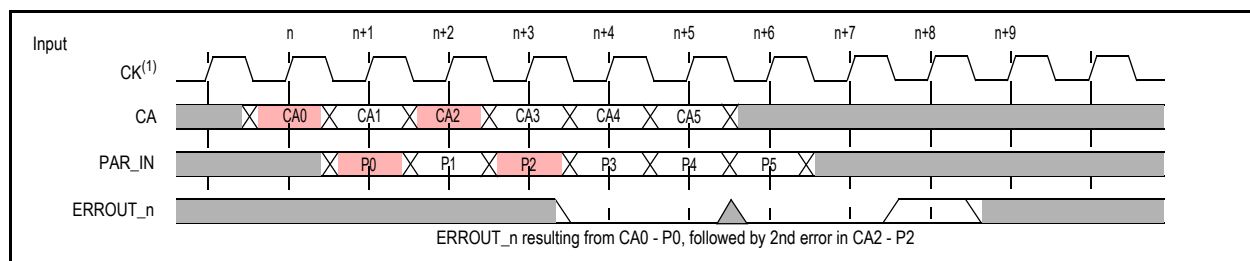 Input
n n+1 n+2 n+3 n+4 n+5 n+6 n+7 n+8 n+9
CK(1)
CA CA0 CA1 CA2 CA3 CA4 CA5
PAR_IN P0 P1 P2 P3 P4 P5
ERROUT_n
ERROUT_n resulting from CA0 - P0, followed by 2nd error in CA2 - P2